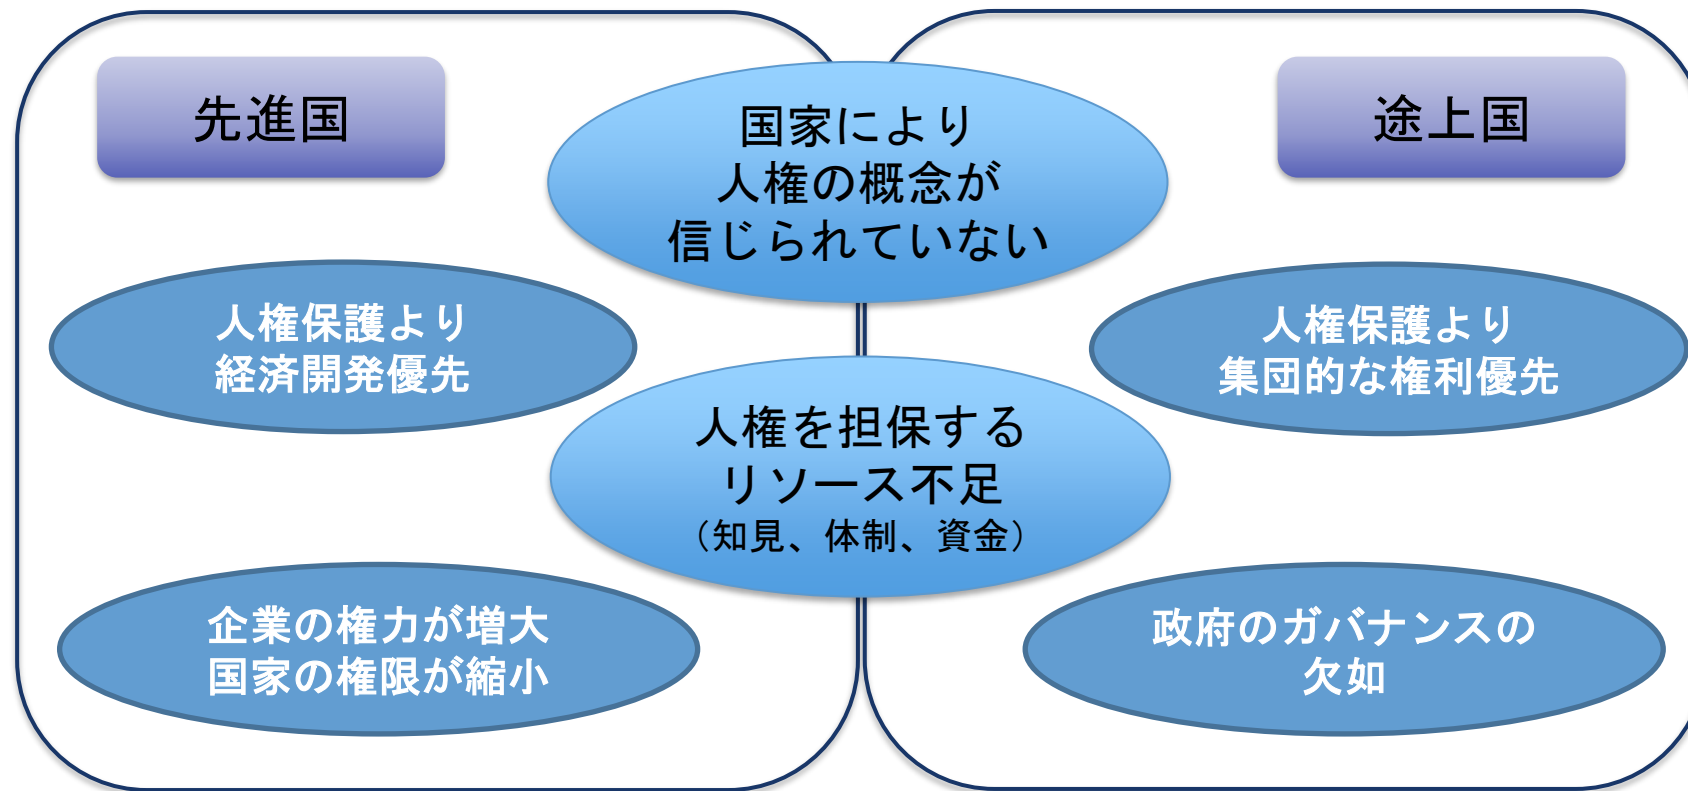 先進国
途上国
国家により
人権の概念が
信じられていない
人権保護より
経済開発優先
人権保護より
集団的な権利優先
人権を担保する
リソース不足
（知見、体制、資金）
企業の権力が増大
国家の権限が縮小
政府のガバナンスの
欠如